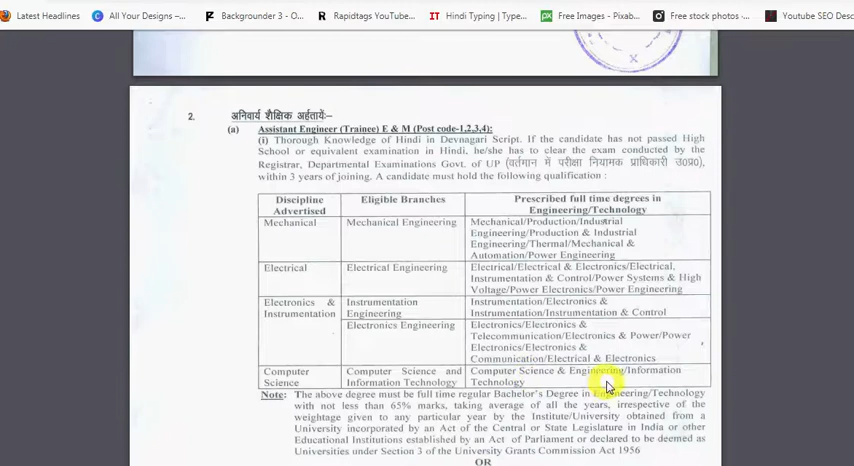 Latest Headlines All Your Designs –... Backgrounder 3 - O... Rapidtags YouTube... IT Hindi Typing | Type... px Free Images - Pixab... Free stock photos ·... Youtube SEO Desc
2. अनिवार्य शैक्षिक अर्हतायें:–
(a) Assistant Engineer (Trainee) E & M (Post code-1,2,3,4):
(i) Thorough Knowledge of Hindi in Devnagari Script. If the candidate has not passed High
School or equivalent examination in Hindi, he/she has to clear the exam conducted by the
Registrar, Departmental Examinations Govt. of UP (वर्तमान में परीक्षा नियामक प्राधिकारी उ0प्र0),
within 3 years of joining. A candidate must hold the following qualification :
Discipline Advertised
Eligible Branches
Prescribed full time degrees in
Engineering/Technology
Mechanical
Mechanical Engineering
Mechanical/Production/Industrial
Engineering/Production & Industrial
Engineering/Thermal/Mechanical &
Automation/Power Engineering
Electrical
Electrical Engineering
Electrical/Electrical & Electronics/Electrical,
Instrumentation & Control/Power Systems & High
Voltage/Power Electronics/Power Engineering
Electronics &
Instrumentation
Instrumentation
Engineering
Instrumentation/Electronics &
Instrumentation/Instrumentation & Control
Electronics Engineering
Electronics/Electronics &
Telecommunication/Electronics & Power/Power
Electronics/Electronics &
Communication/Electrical & Electronics
Computer
Science
Computer Science and
Information Technology
Computer Science & Engineering/Information
Technology
Note: The above degree must be full time regular Bachelor's Degree in Engineering/Technology
with not less than 65% marks, taking average of all the years, irrespective of the
weightage given to any particular year by the Institute/University obtained from a
University incorporated by an Act of the Central or State Legislature in India or other
Educational Institutions established by an Act of Parliament or declared to be deemed as
Universities under Section 3 of the University Grants Commission Act 1956
OR